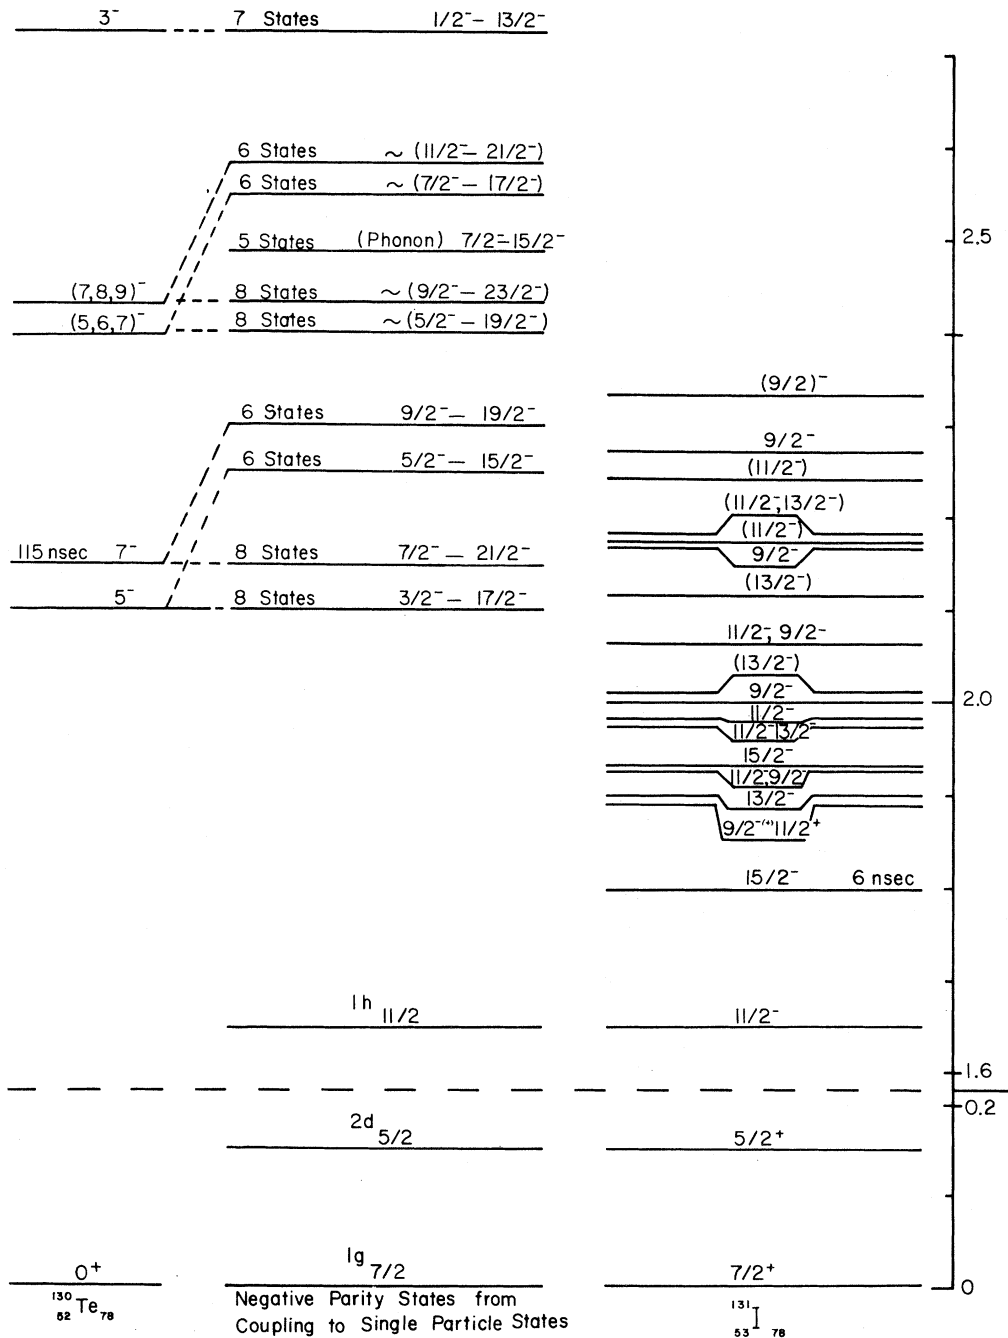 3⁻ 7 States 1/2⁻– 13/2⁻
6 States ~ (11/2⁻– 21/2⁻)
6 States ~ (7/2⁻– 17/2⁻)
5 States (Phonon) 7/2⁻–15/2⁻
2.5
(7,8,9)⁻ 8 States ~(9/2⁻– 23/2⁻)
(5,6,7)⁻ 8 States ~(5/2⁻– 19/2⁻)
(9/2)⁻
6 States 9/2⁻– 19/2⁻
9/2⁻
6 States 5/2⁻– 15/2⁻
(11/2⁻)
(11/2⁻,13/2⁻)
(11/2⁻)
115 nsec 7⁻ 8 States 7/2⁻– 21/2⁻
9/2⁻
(13/2⁻)
5⁻ 8 States 3/2⁻– 17/2⁻
11/2⁻, 9/2⁻
(13/2⁻)
9/2⁻
2.0
11/2⁻
11/2⁻13/2⁻
15/2⁻
11/2⁻,9/2⁻
13/2⁻
9/2⁻⁽⁺⁾11/2⁺
15/2⁻ 6 nsec
1h 11/2
11/2⁻
1.6
0.2
2d 5/2
5/2⁺
0⁺
1g 7/2
7/2⁺
0
¹³⁰₅₂Te₇₈
Negative Parity States from
Coupling to Single Particle States
¹³¹₅₃I₇₈